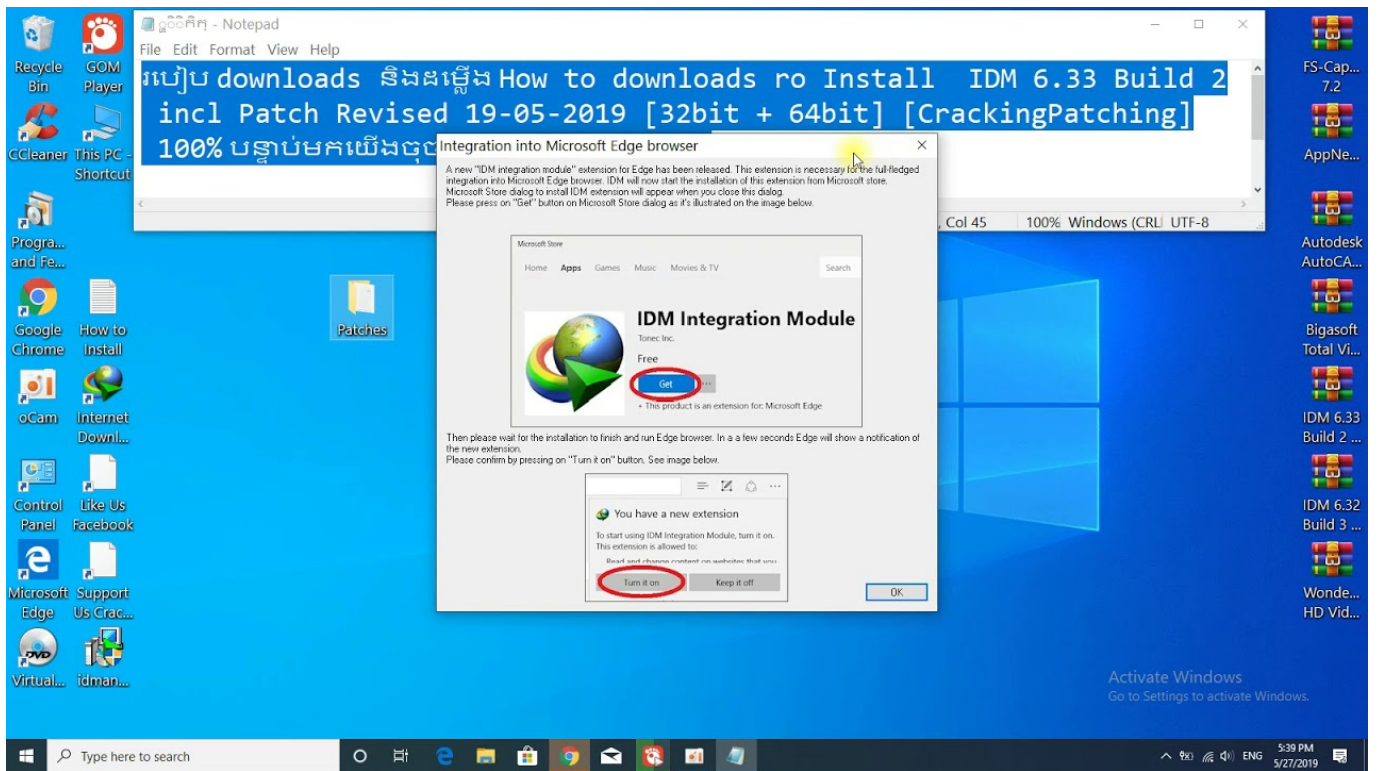 - Notepad
File Edit Format View Help
របៀប downloads និងដម្លើង How to downloads ro Install IDM 6.33 Build 2
incl Patch Revised 19-05-2019 [32bit + 64bit] [CrackingPatching]
100% បន្ទាប់មកយើងចុច
Col 45 100% Windows (CRLI UTF-8
Integration into Microsoft Edge browser
A new "IDM integration module" extension for Edge has been released. This extension is necessary for the full-fledged
integration into Microsoft Edge browser. IDM will now start the installation of this extension from Microsoft store.
Microsoft Store dialog to install IDM extension will appear when you close this dialog.
Please press on "Get" button on Microsoft Store dialog as it's illustrated on the image below.
Microsoft Store
Home Apps Games Music Movies & TV Search
IDM Integration Module
Tonec Inc.
Free
Get
+ This product is an extension for: Microsoft Edge
Then please wait for the installation to finish and run Edge browser. In a a few seconds Edge will show a notification of
the new extension.
Please confirm by pressing on "Turn it on" button. See image below.
You have a new extension
To start using IDM Integration Module, turn it on.
This extension is allowed to:
Read and change content on websites that you
Turn it on Keep it off
OK
Recycle
Bin
GOM
Player
CCleaner
This PC -
Shortcut
Progra...
and Fe...
Google
Chrome
How to
Install
oCam
Internet
Downl...
Control
Panel
Like Us
Facebook
Microsoft
Edge
Support
Us Crac...
Virtual...
idman...
Patches
FS-Cap...
7.2
AppNe...
Autodesk
AutoCA...
Bigasoft
Total Vi...
IDM 6.33
Build 2 ...
IDM 6.32
Build 3 ...
Wonde...
HD Vid...
Activate Windows
Go to Settings to activate Windows.
Type here to search
ENG
5:39 PM
5/27/2019